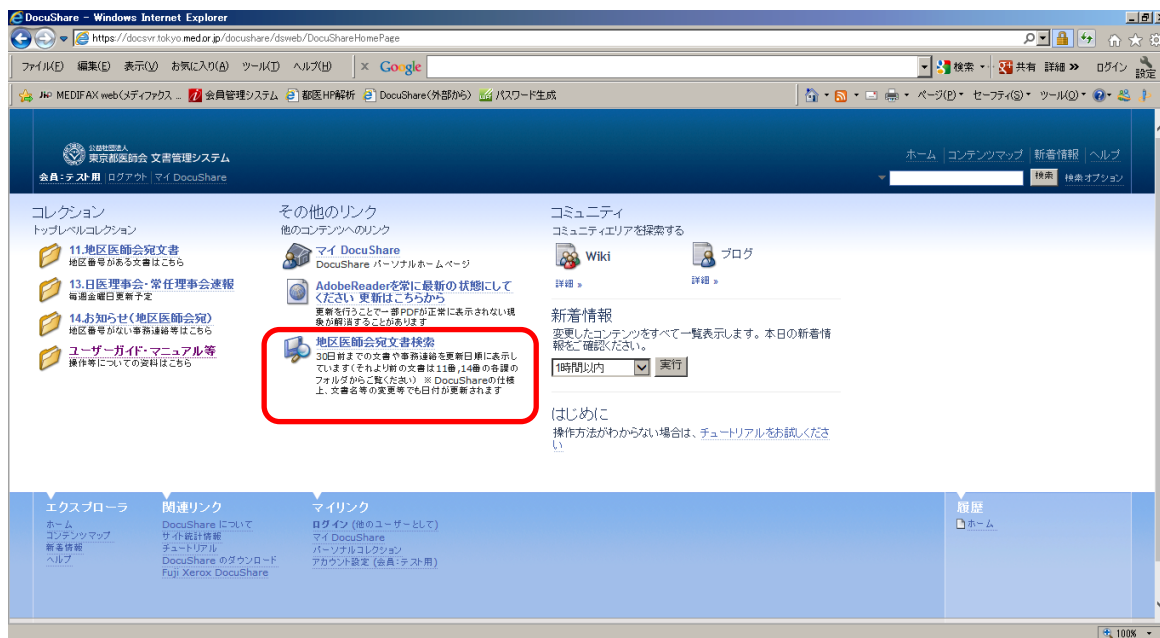 DocuShare - Windows Internet Explorer
https://docsvr.tokyo.med.or.jp/docushare/dsweb/DocuShareHomePage
ファイル(F) 編集(E) 表示(V) お気に入り(A) ツール(T) ヘルプ(H) × Google 検索 共有 詳細 >> ログイン 設定
MEDIFAX web(メディファクス ... 会員管理システム 都医HP解析 DocuShare(外部から) パスワード生成 ページ(P) セーフティ(S) ツール(O)
公益社団法人
東京都医師会 文書管理システム
ホーム コンテンツマップ 新着情報 ヘルプ
会員:テスト用 ログアウト マイ DocuShare
検索 検索オプション
コレクション
トップレベルコレクション
11.地区医師会宛文書
地区番号がある文書はこちら
13.日医理事会・常任理事会速報
毎週金曜日更新予定
14.お知らせ(地区医師会宛)
地区番号がない事務連絡等はこちら
ユーザーガイド・マニュアル等
操作等についての資料はこちら
その他のリンク
他のコンテンツへのリンク
マイ DocuShare
DocuShare パーソナルホームページ
AdobeReaderを常に最新の状態にして
ください 更新はこちらから
更新を行うことで一部PDFが正常に表示されない現
象が解消することがあります
地区医師会宛文書検索
30日前までの文書や事務連絡を更新日順に表示し
ています(それより前の文書は11番,14番の各課の
フォルダからご覧ください) ※ DocuShareの仕様
上、文書名等の変更等でも日付が更新されます
コミュニティ
コミュニティエリアを探索する
Wiki
詳細 »
ブログ
詳細 »
新着情報
変更したコンテンツをすべて一覧表示します。本日の新着情
報をご確認ください。
1時間以内 実行
はじめに
操作方法がわからない場合は、チュートリアルをお試しくださ
い
エクスプローラ
ホーム
コンテンツマップ
新着情報
ヘルプ
関連リンク
DocuShare について
サイト統計情報
チュートリアル
DocuShare のダウンロード
Fuji Xerox DocuShare
マイリンク
ログイン (他のユーザーとして)
マイ DocuShare
パーソナルコレクション
アカウント設定 (会員:テスト用)
履歴
ホーム
100%